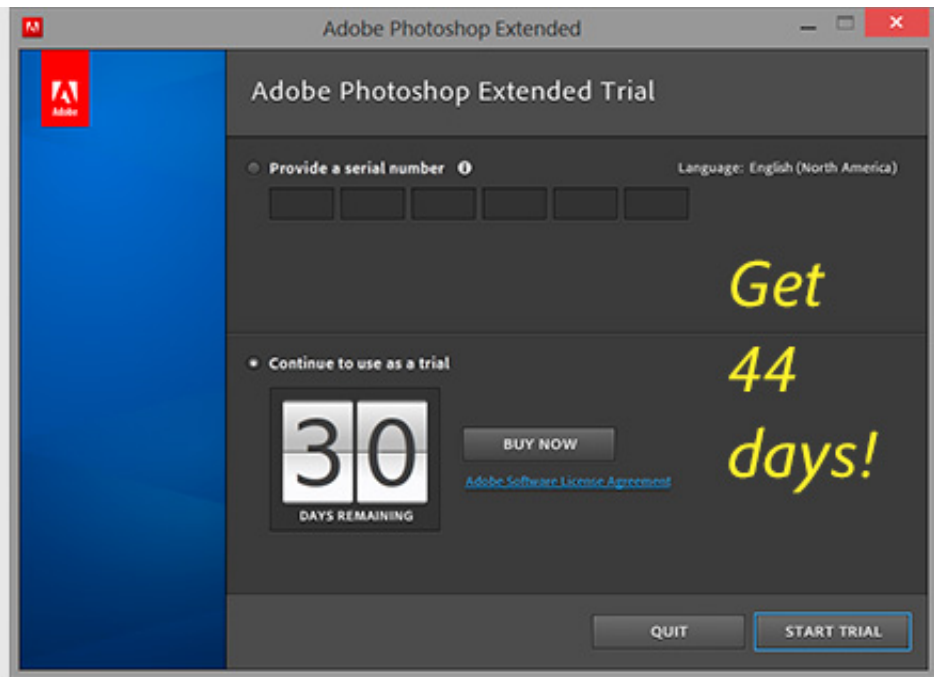 Adobe Photoshop Extended
Adobe
Adobe Photoshop Extended Trial
Provide a serial number
Language: English (North America)
Get
44
days!
Continue to use as a trial
30
DAYS REMAINING
BUY NOW
Adobe Software License Agreement
QUIT
START TRIAL